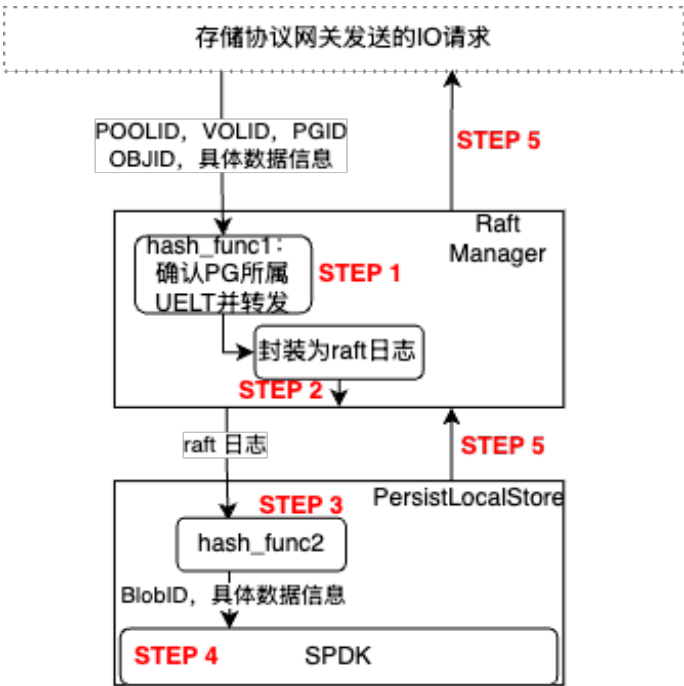 存储协议网关发送的IO请求
POOLID，VOLID，PGID
OBJID，具体数据信息
STEP 5
Raft
Manager
hash_func1：
确认PG所属
UELT并转发
STEP 1
封装为raft日志
STEP 2
raft 日志
STEP 5
PersistLocalStore
STEP 3
hash_func2
BlobID，具体数据信息
STEP 4
SPDK